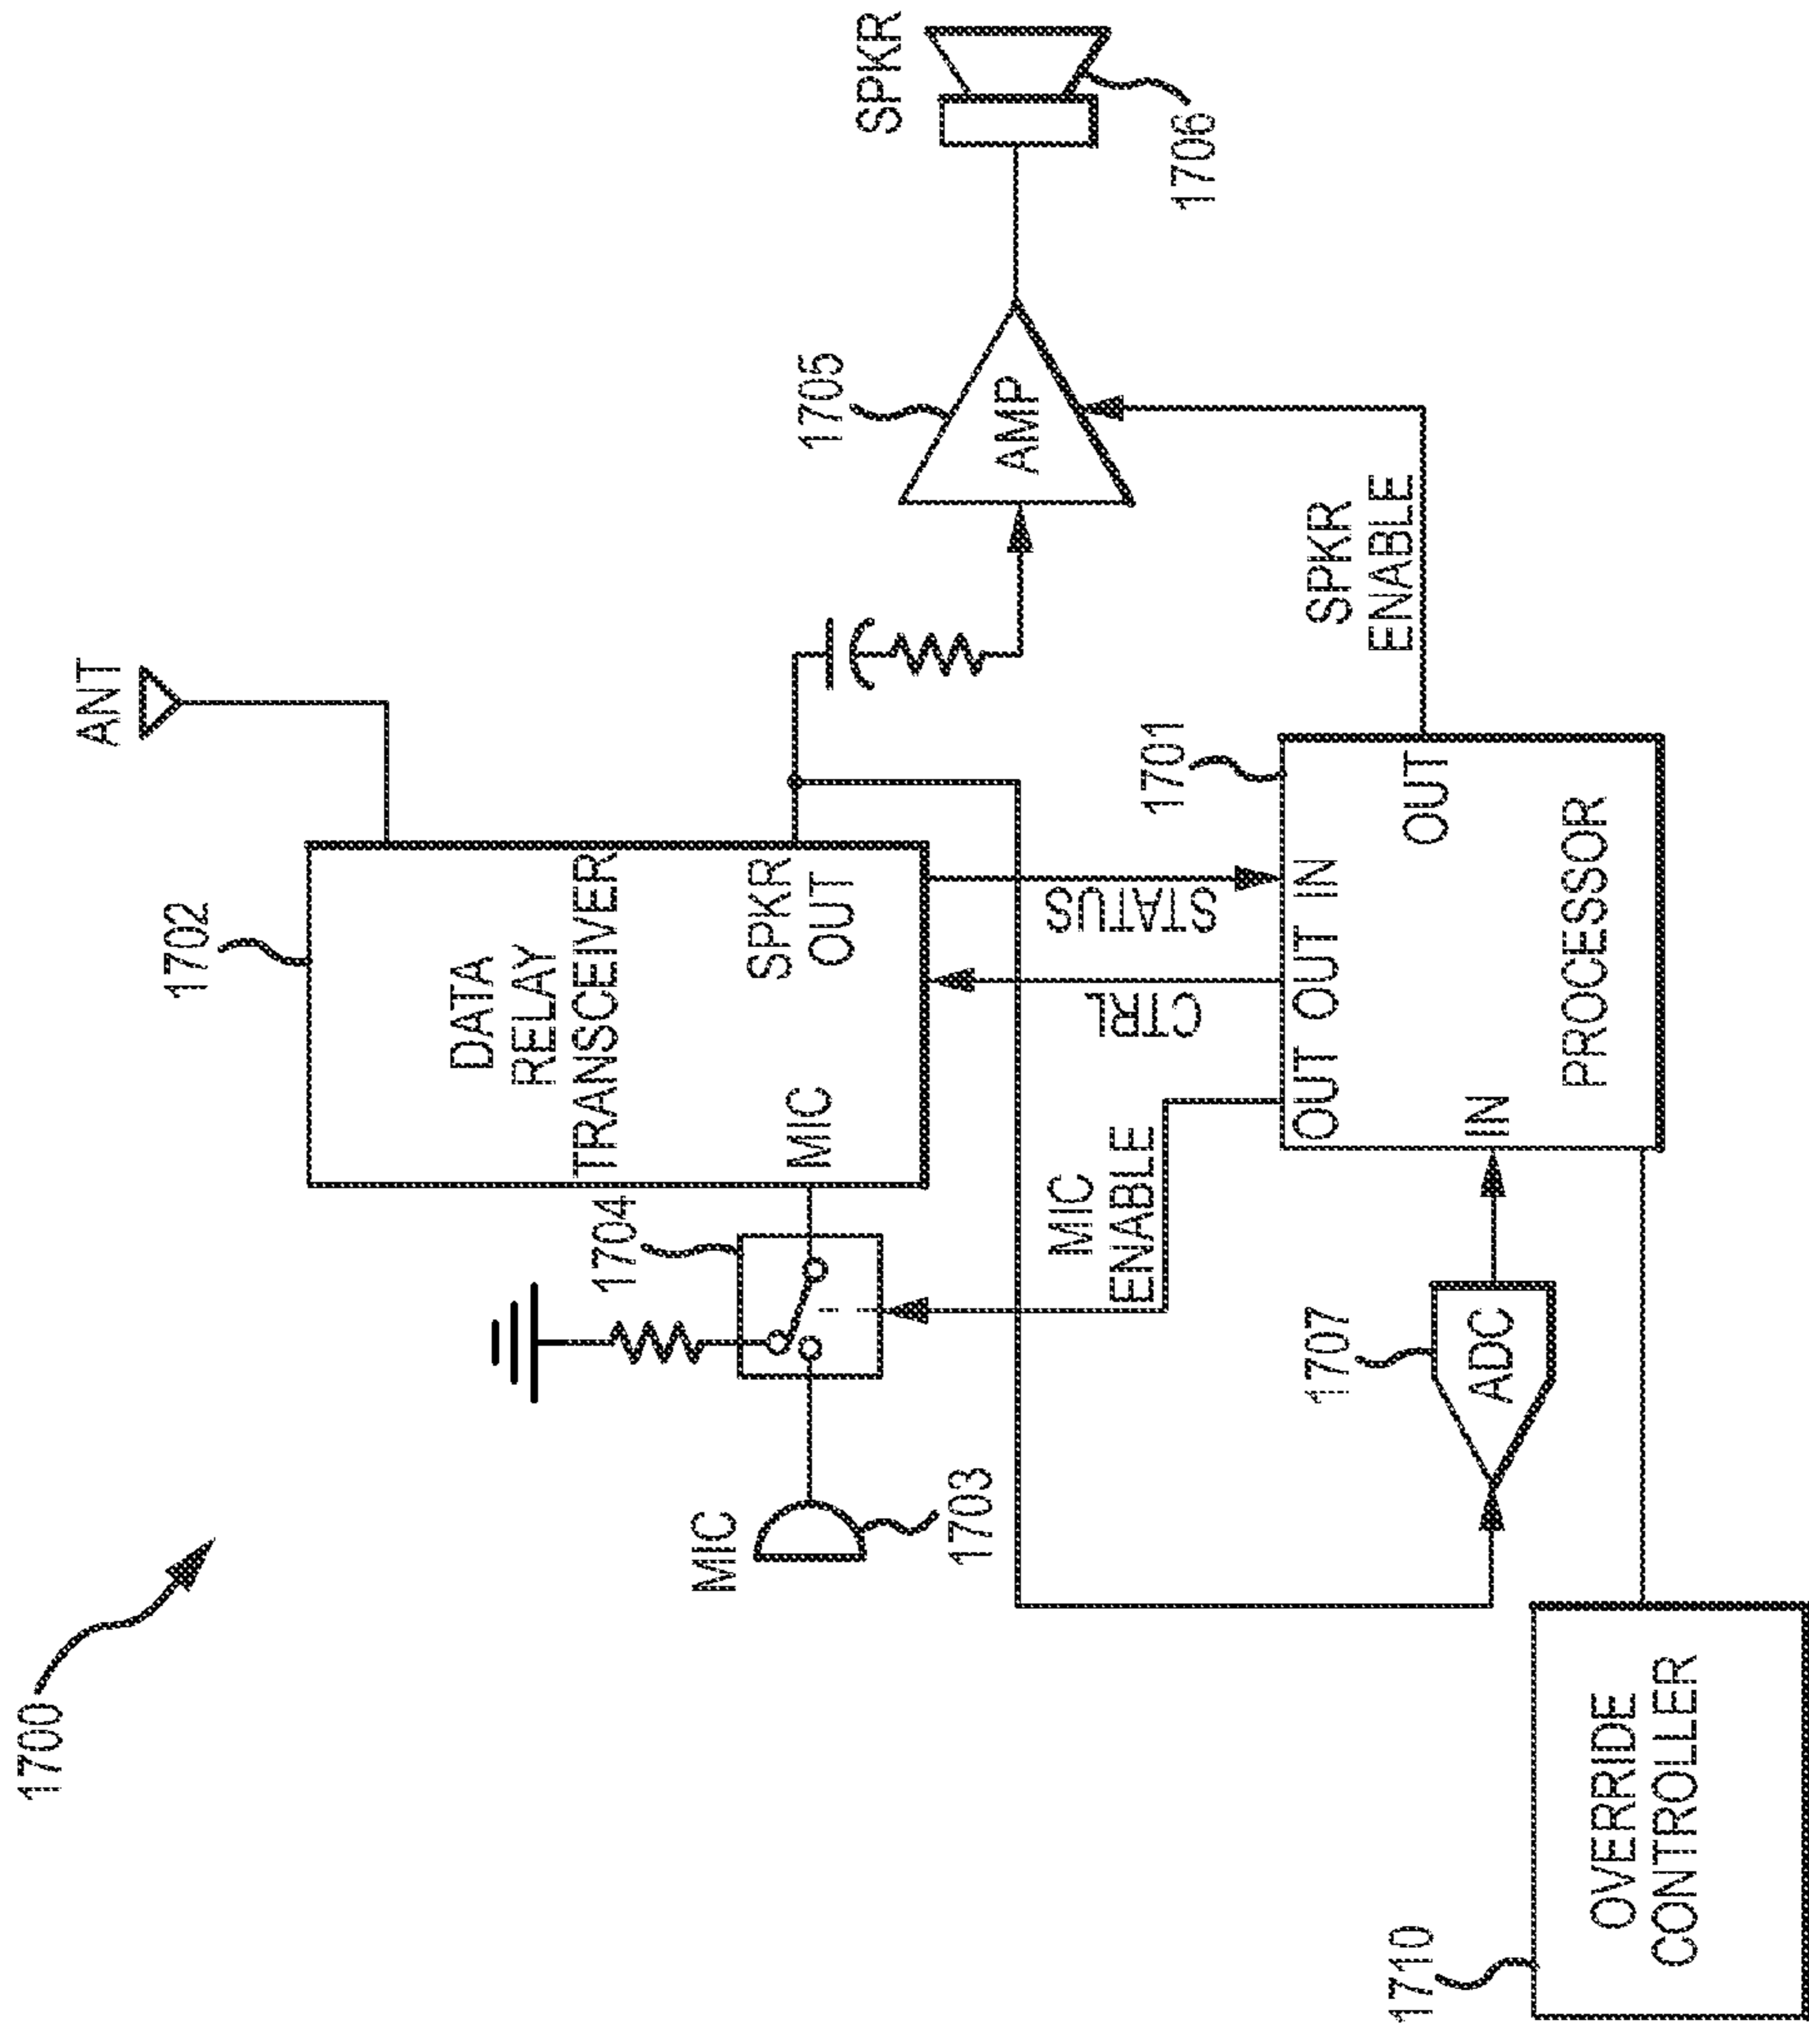 1700
ANT
1702
DATA
RELAY
TRANSCEIVER
MIC
SPKR
OUT
1704
MIC
1703
1705
AMP
SPKR
1706
MIC
ENABLE
CTRL
STATUS
1701
OUT OUT IN
IN
OUT
PROCESSOR
SPKR
ENABLE
1707
ADC
1710
OVERRIDE
CONTROLLER